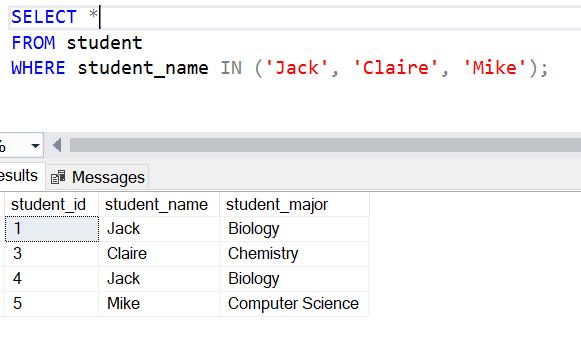 SELECT *
FROM student
WHERE student_name IN ('Jack', 'Claire', 'Mike');
%
esults Messages
student_id student_name student_major
1 Jack Biology
3 Claire Chemistry
4 Jack Biology
5 Mike Computer Science